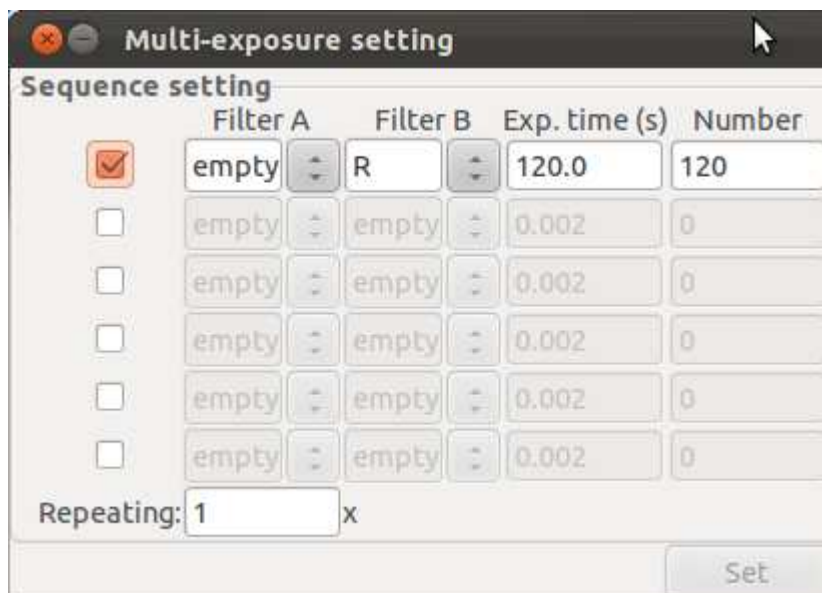 Multi-exposure setting
Sequence setting
Filter A Filter B Exp. time (s) Number
empty R 120.0 120
empty empty 0.002 0
empty empty 0.002 0
empty empty 0.002 0
empty empty 0.002 0
empty empty 0.002 0
Repeating: 1 x
Set